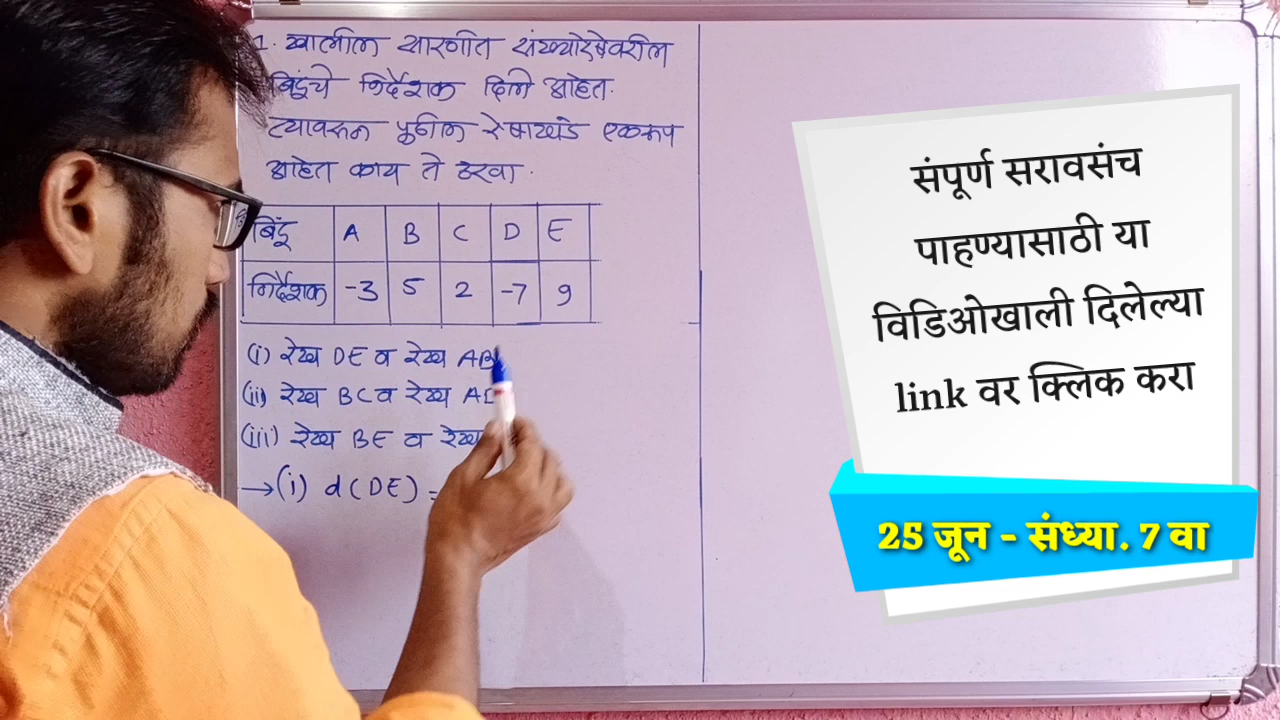 1. खालील सारणीत संख्यारेषेवरील
बिंदूंचे निर्देशक दिले आहेत.
त्यावरून पुढील रेषाखंड एकरूप
आहेत काय ते ठरवा.
बिंदू A B C D E
निर्देशक -3 5 2 -7 9
(i) रेख DE व रेख AB
(ii) रेख BC व रेख AD
(iii) रेख BE व रेख
→ (i) d(DE) =
संपूर्ण सरावसंच
पाहण्यासाठी या
विडिओखाली दिलेल्या
link वर क्लिक करा
25 जून - संध्या. 7 वा